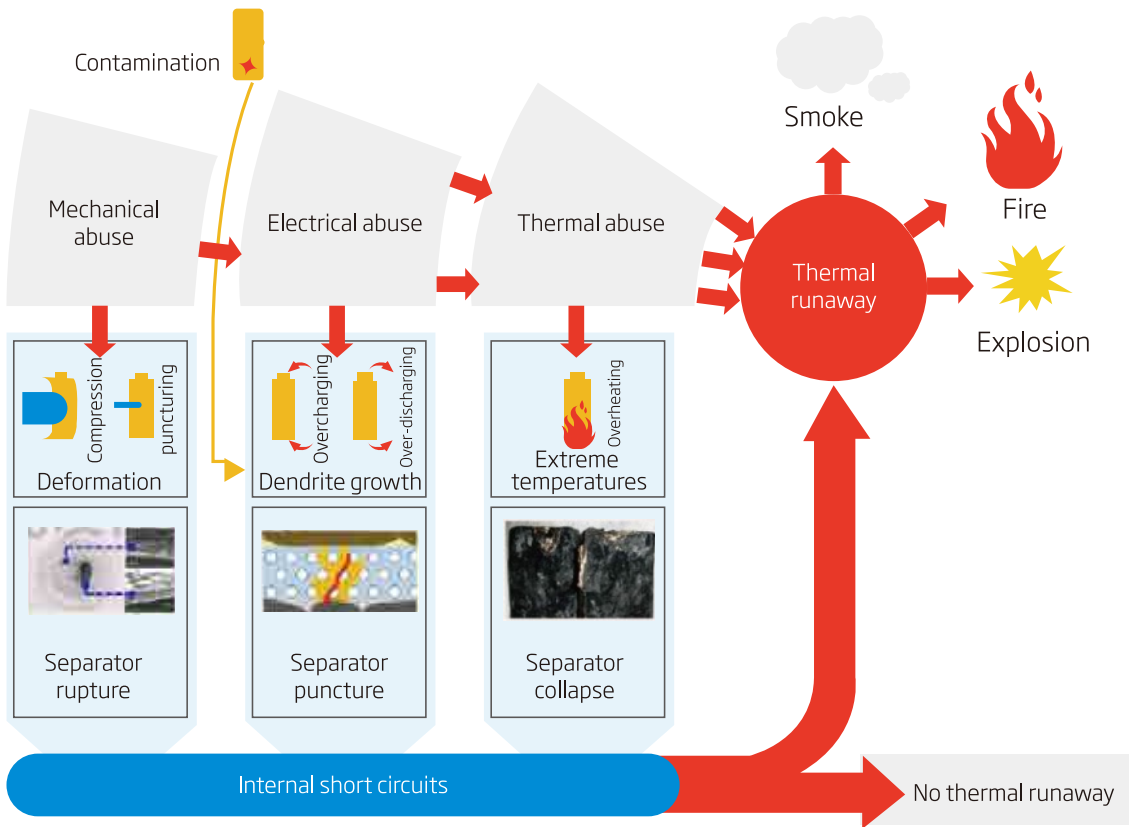 Contamination
Smoke
Fire
Explosion
Mechanical
abuse
Electrical abuse
Thermal abuse
Thermal
runaway
Compression
puncturing
Deformation
Overcharging
Over-discharging
Dendrite growth
Overheating
Extreme
temperatures
Separator
rupture
Separator
puncture
Separator
collapse
Internal short circuits
No thermal runaway